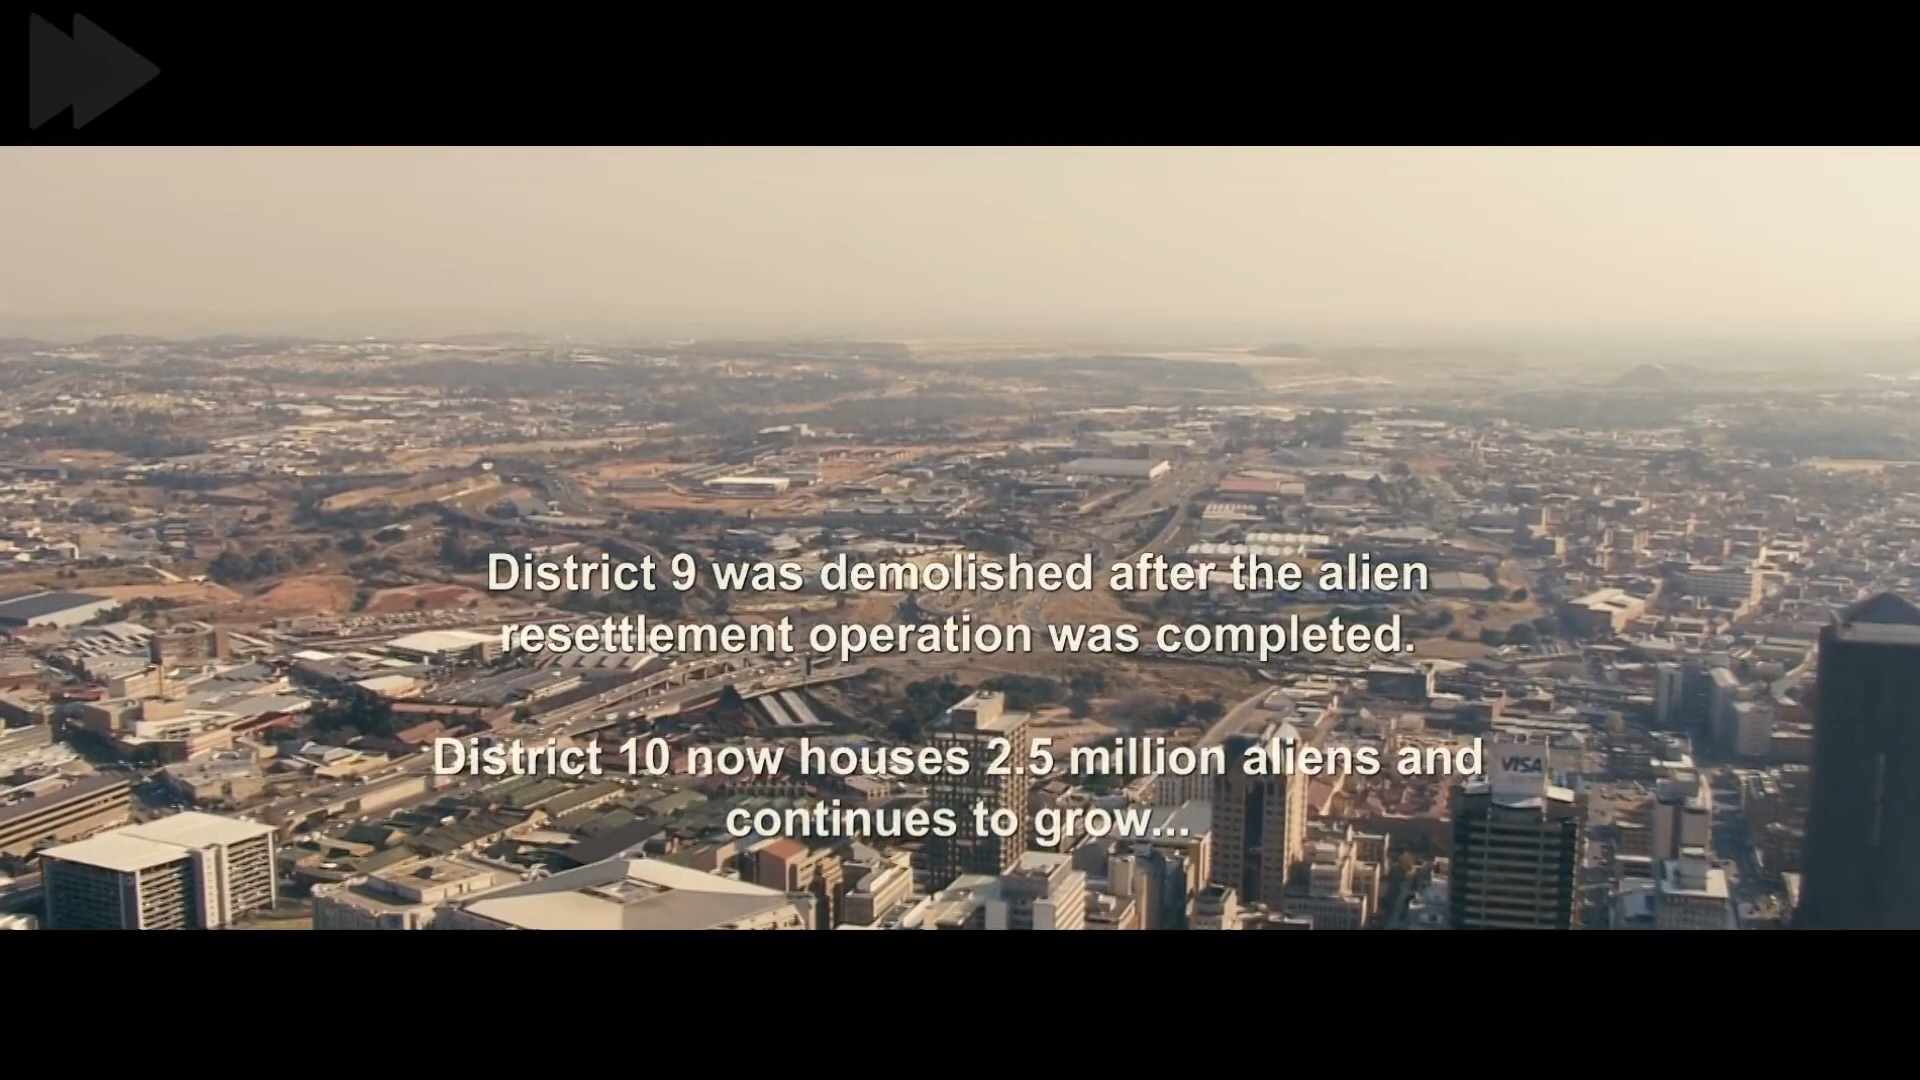 District 9 was demolished after the alien
resettlement operation was completed.
District 10 now houses 2.5 million aliens and
continues to grow...
VISA